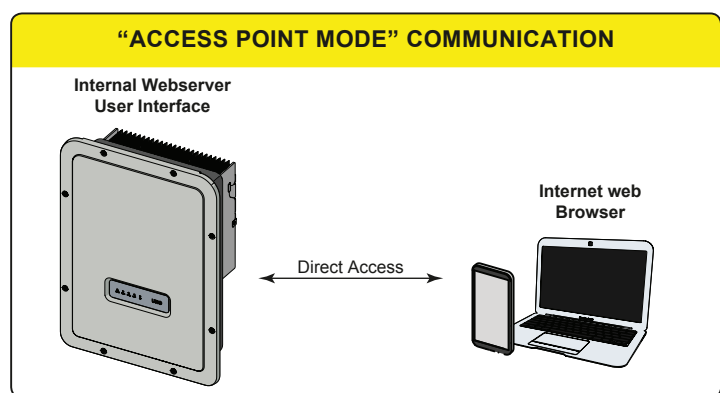 “ACCESS POINT MODE” COMMUNICATION
Internal Webserver
User Interface
Internet web
Browser
Direct Access